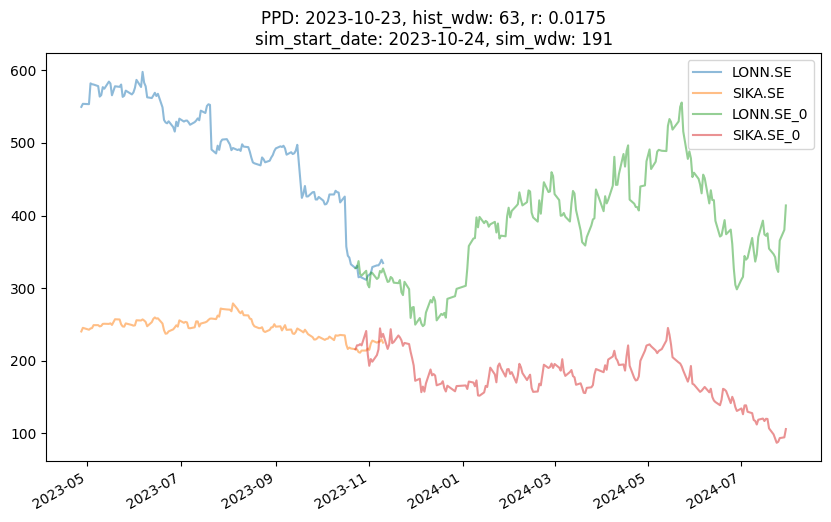 PPD: 2023-10-23, hist_wdw: 63, r: 0.0175
sim_start_date: 2023-10-24, sim_wdw: 191
LONN.SE
SIKA.SE
LONN.SE_0
SIKA.SE_0
600
500
400
300
200
100
2023-05
2023-07
2023-09
2023-11
2024-01
2024-03
2024-05
2024-07